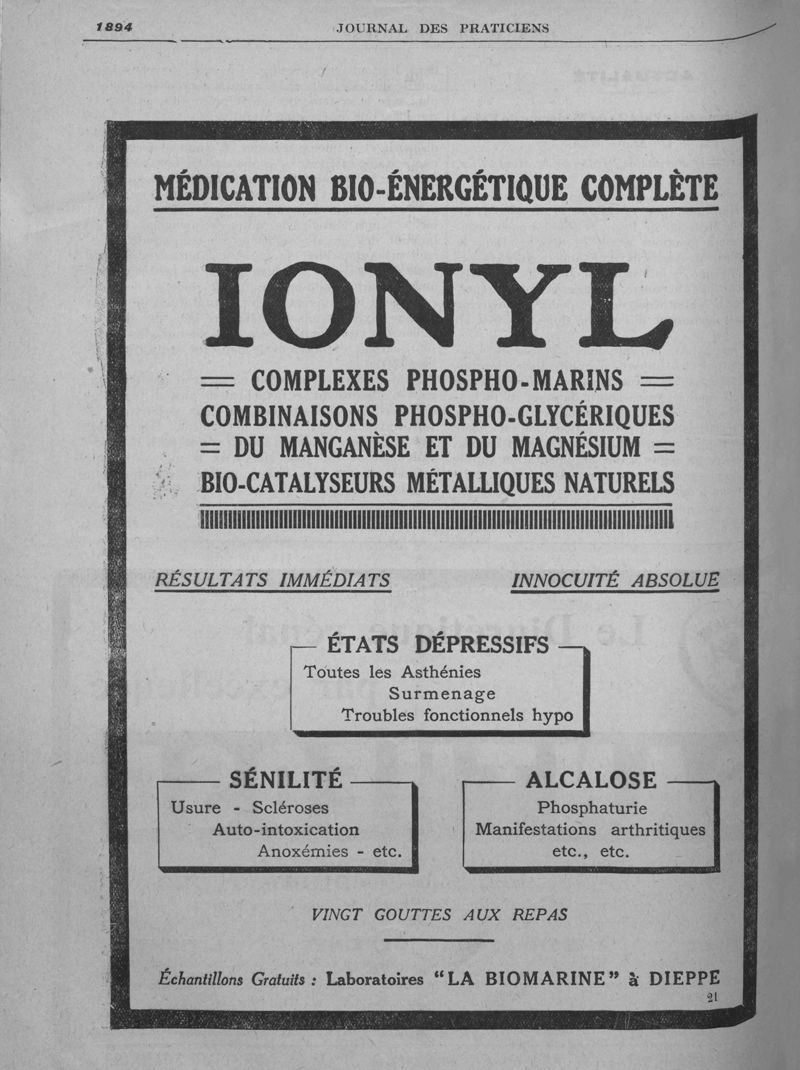 1894
JOURNAL DES PRATICIENS
MÉDICATION BIO-ÉNERGÉTIQUE COMPLÈTE
IONYL
= COMPLEXES PHOSPHO-MARINS =
COMBINAISONS PHOSPHO-GLYCÉRIQUES
= DU MANGANÈSE ET DU MAGNÉSIUM =
BIO-CATALYSEURS MÉTALLIQUES NATURELS
RÉSULTATS IMMÉDIATS
INNOCUITÉ ABSOLUE
ÉTATS DÉPRESSIFS
Toutes les Asthénies
Surmenage
Troubles fonctionnels hypo
SÉNILITÉ
Usure - Scléroses
Auto-intoxication
Anoxémies - etc.
ALCALOSE
Phosphaturie
Manifestations arthritiques
etc., etc.
VINGT GOUTTES AUX REPAS
Échantillons Gratuits : Laboratoires "LA BIOMARINE" à DIEPPE
21